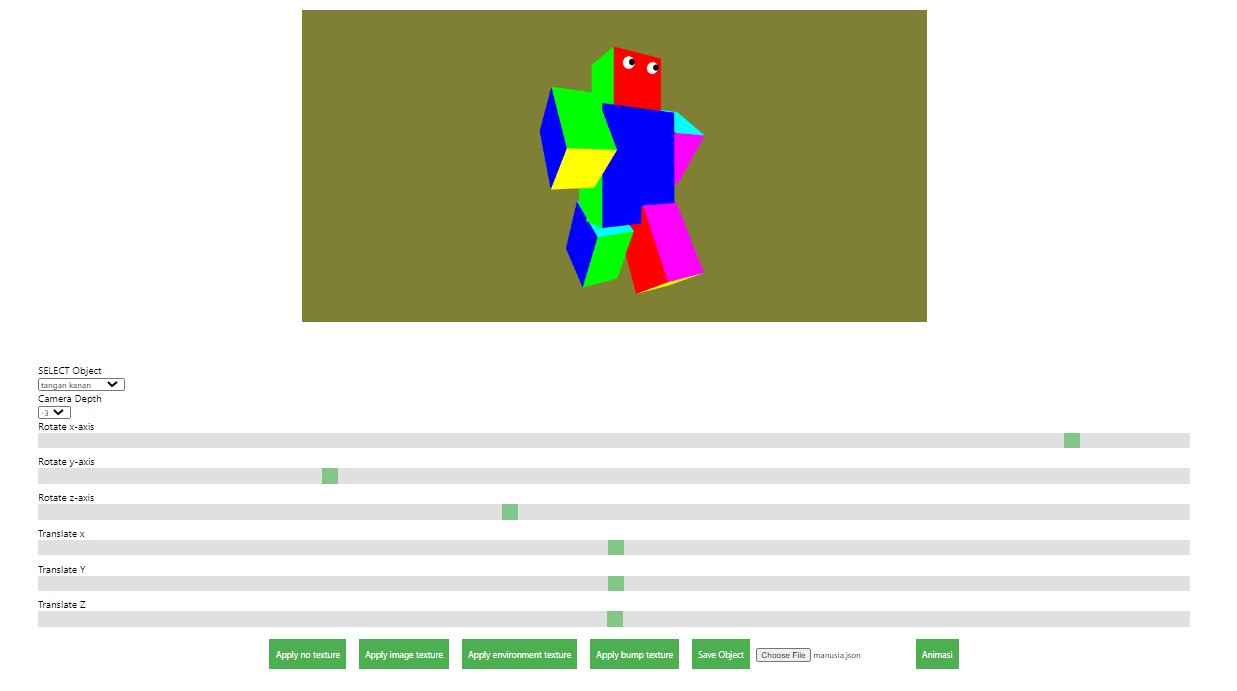 SELECT Object
tangan kanan
Camera Depth
-3
Rotate x-axis
Rotate y-axis
Rotate z-axis
Translate x
Translate Y
Translate Z
Apply no texture Apply image texture Apply environment texture Apply bump texture Save Object Choose File manusia.json Animasi